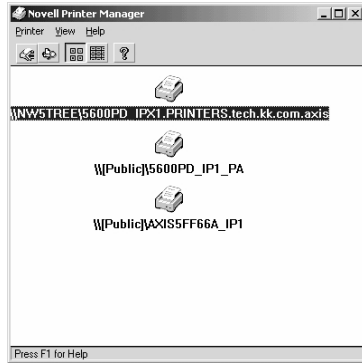 Novell Printer Manager
Printer View Help
\\NW5TREE\5600PD_IPX1.PRINTERS.tech.kk.com.axis
\\[Public]\5600PD_IP1_PA
\\[Public]\AXIS5FF66A_IP1
Press F1 for Help